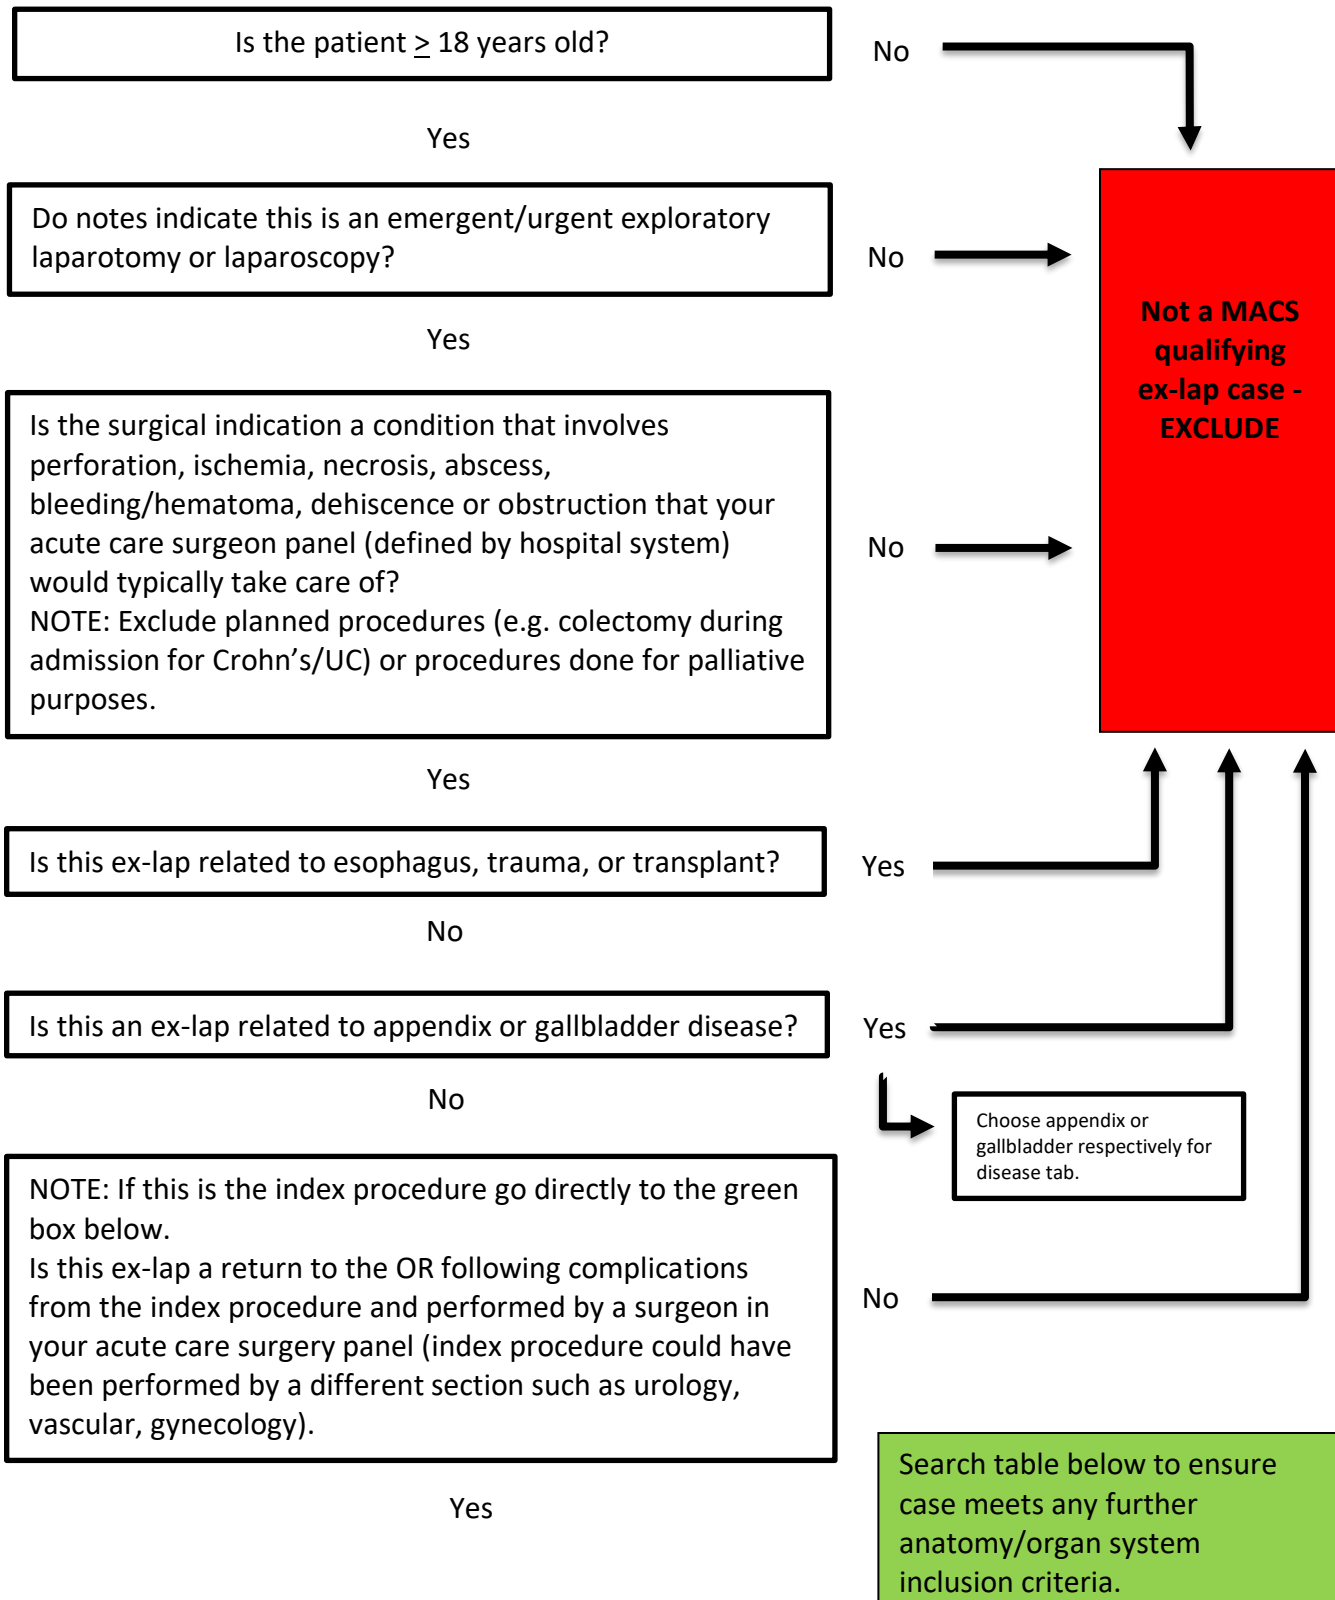 Is the patient ≥ 18 years old?
No
Yes
Do notes indicate this is an emergent/urgent exploratory
laparotomy or laparoscopy?
No
Not a MACS
qualifying
ex-lap case -
EXCLUDE
Yes
Is the surgical indication a condition that involves
perforation, ischemia, necrosis, abscess,
bleeding/hematoma, dehiscence or obstruction that your
acute care surgeon panel (defined by hospital system)
would typically take care of?
NOTE: Exclude planned procedures (e.g. colectomy during
admission for Crohn’s/UC) or procedures done for palliative
purposes.
No
Yes
Is this ex-lap related to esophagus, trauma, or transplant?
Yes
No
Is this an ex-lap related to appendix or gallbladder disease?
Yes
No
Choose appendix or
gallbladder respectively for
disease tab.
NOTE: If this is the index procedure go directly to the green
box below.
Is this ex-lap a return to the OR following complications
from the index procedure and performed by a surgeon in
your acute care surgery panel (index procedure could have
been performed by a different section such as urology,
vascular, gynecology).
No
Yes
Search table below to ensure
case meets any further
anatomy/organ system
inclusion criteria.